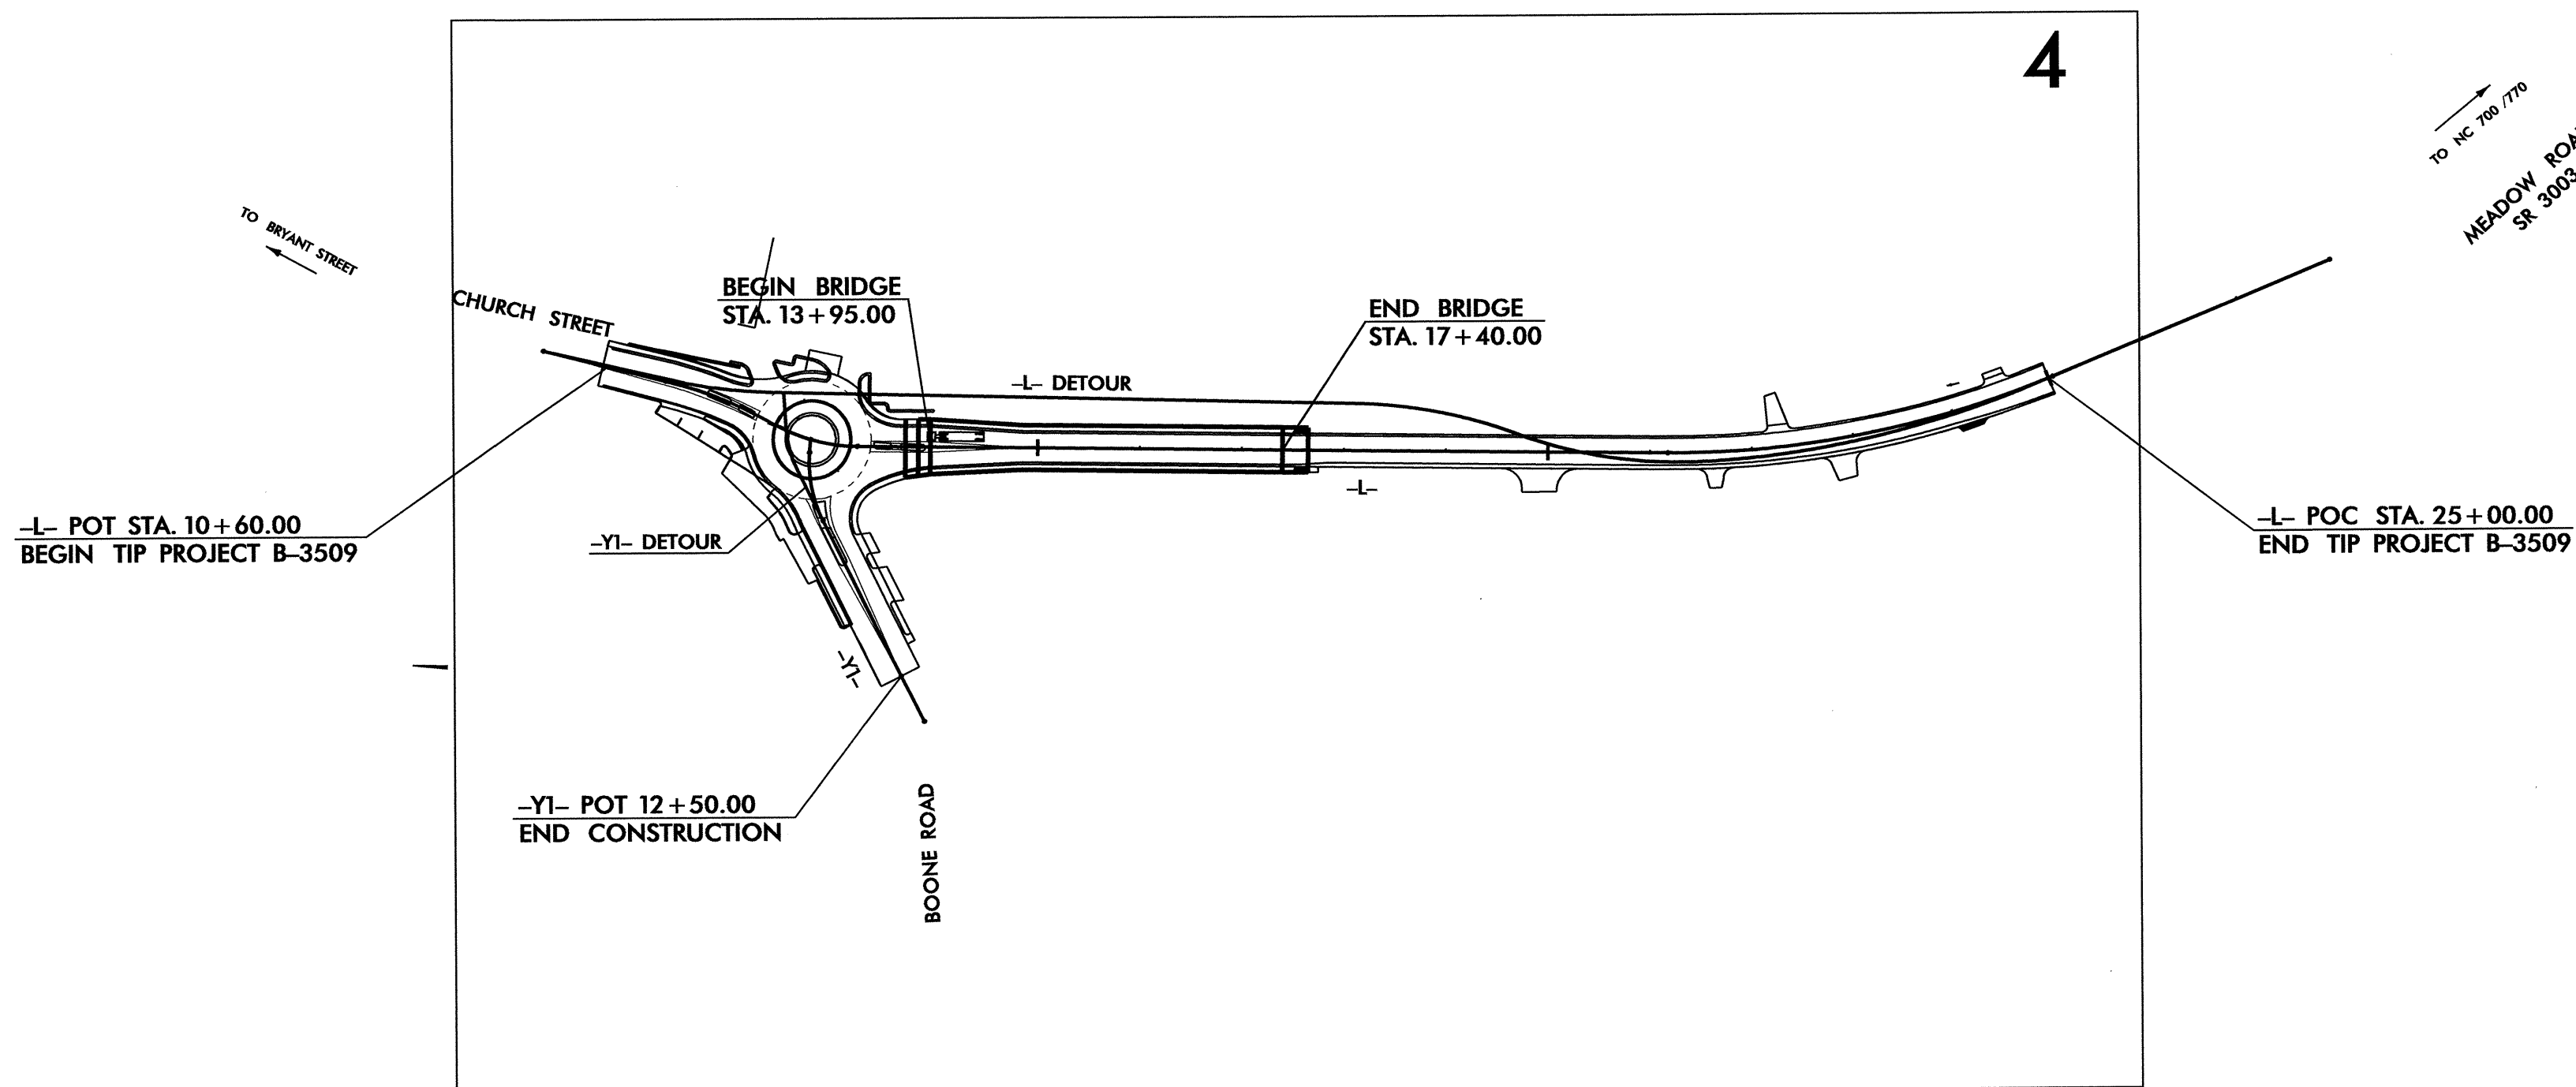 4
TO NC 700/770
MEADOW
SR 3003
TO BRYANT STREET
CHURCH STREET
BEGIN BRIDGE
STA. 13+95.00
END BRIDGE
STA. 17+40.00
-L- DETOUR
-L-
-L- POT STA. 10+60.00
BEGIN TIP PROJECT B-3509
-Y1- DETOUR
-L- POC STA. 25+00.00
END TIP PROJECT B-3509
-Y1-
-Y1- POT 12+50.00
END CONSTRUCTION
BOONE ROAD